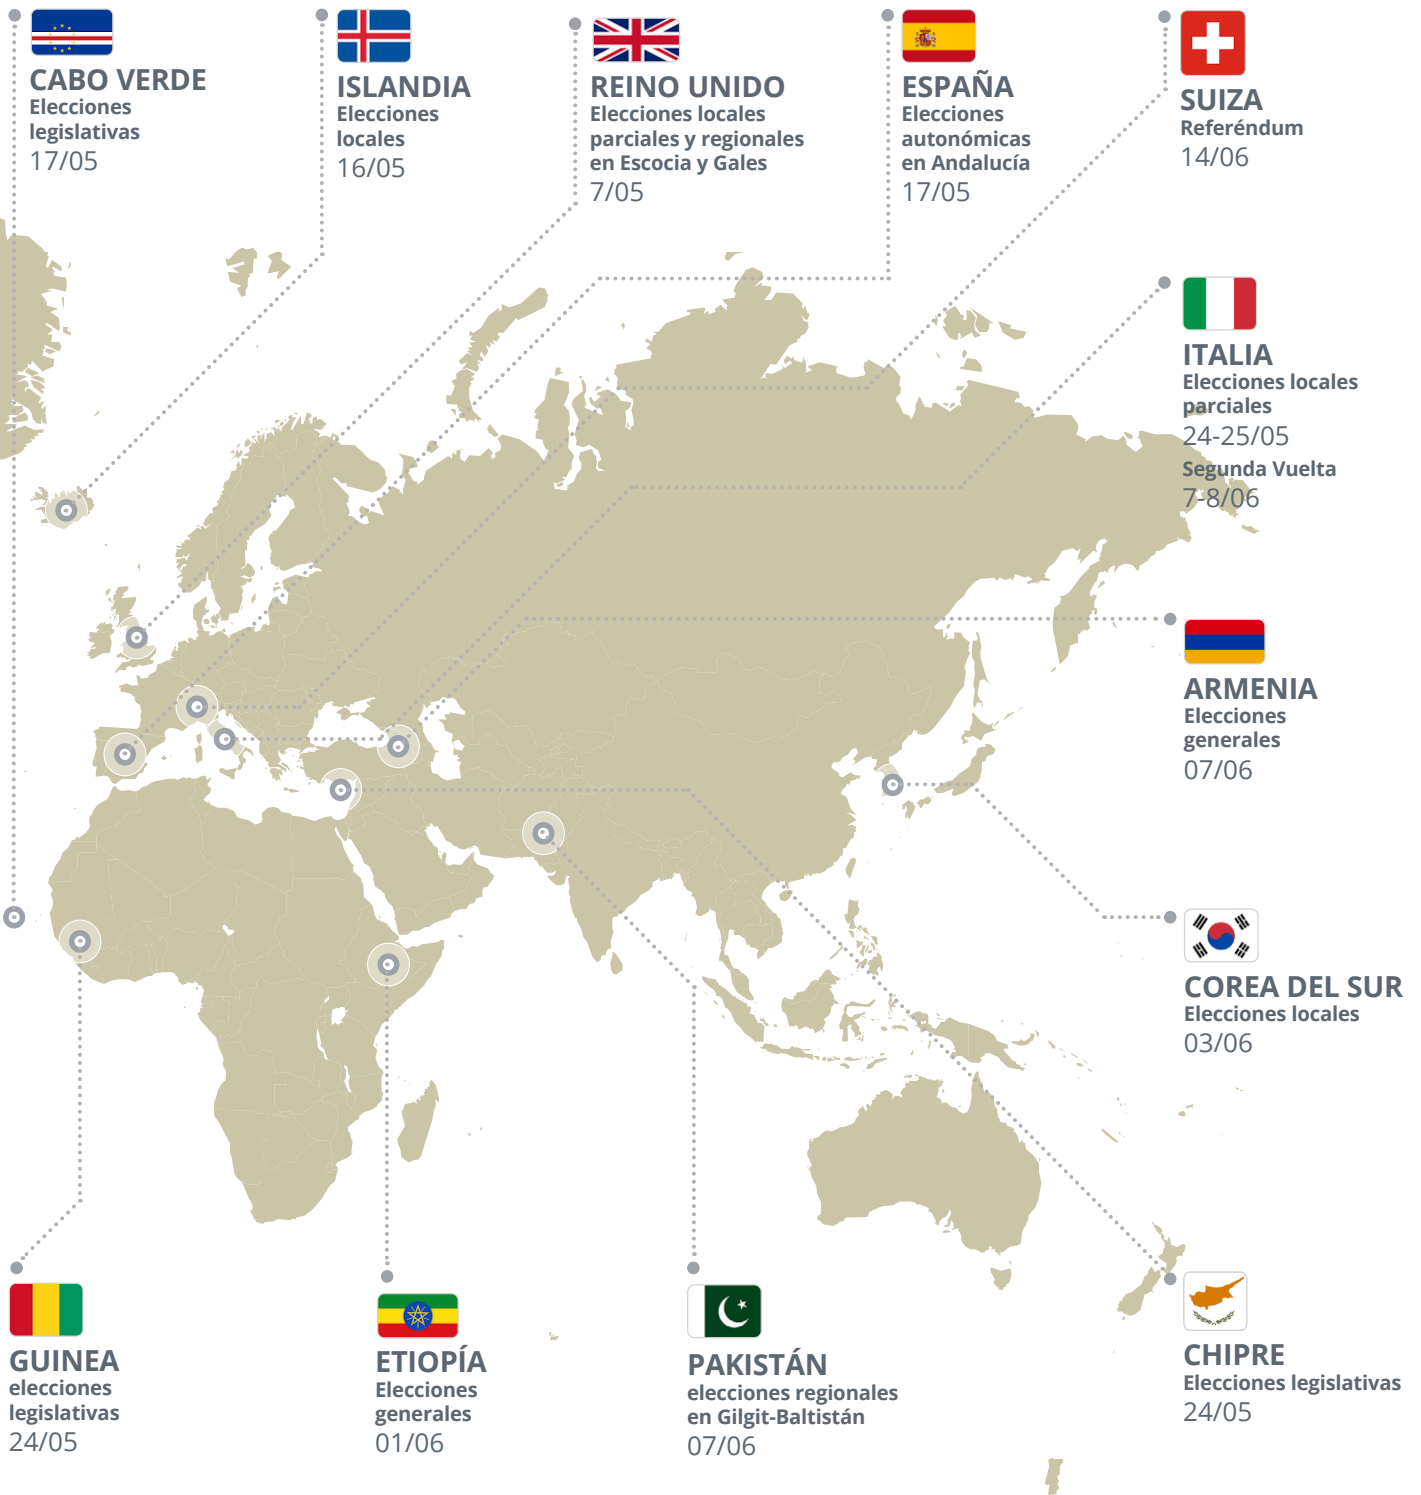 CABO VERDE
Elecciones
legislativas
17/05
ISLANDIA
Elecciones
locales
16/05
REINO UNIDO
Elecciones locales
parciales y regionales
en Escocia y Gales
7/05
ESPAÑA
Elecciones
autonómicas
en Andalucía
17/05
SUIZA
Referéndum
14/06
ITALIA
Elecciones locales
parciales
24-25/05
Segunda Vuelta
7-8/06
ARMENIA
Elecciones
generales
07/06
COREA DEL SUR
Elecciones locales
03/06
GUINEA
elecciones
legislativas
24/05
ETIOPÍA
Elecciones
generales
01/06
PAKISTÁN
elecciones regionales
en Gilgit-Baltistán
07/06
CHIPRE
Elecciones legislativas
24/05